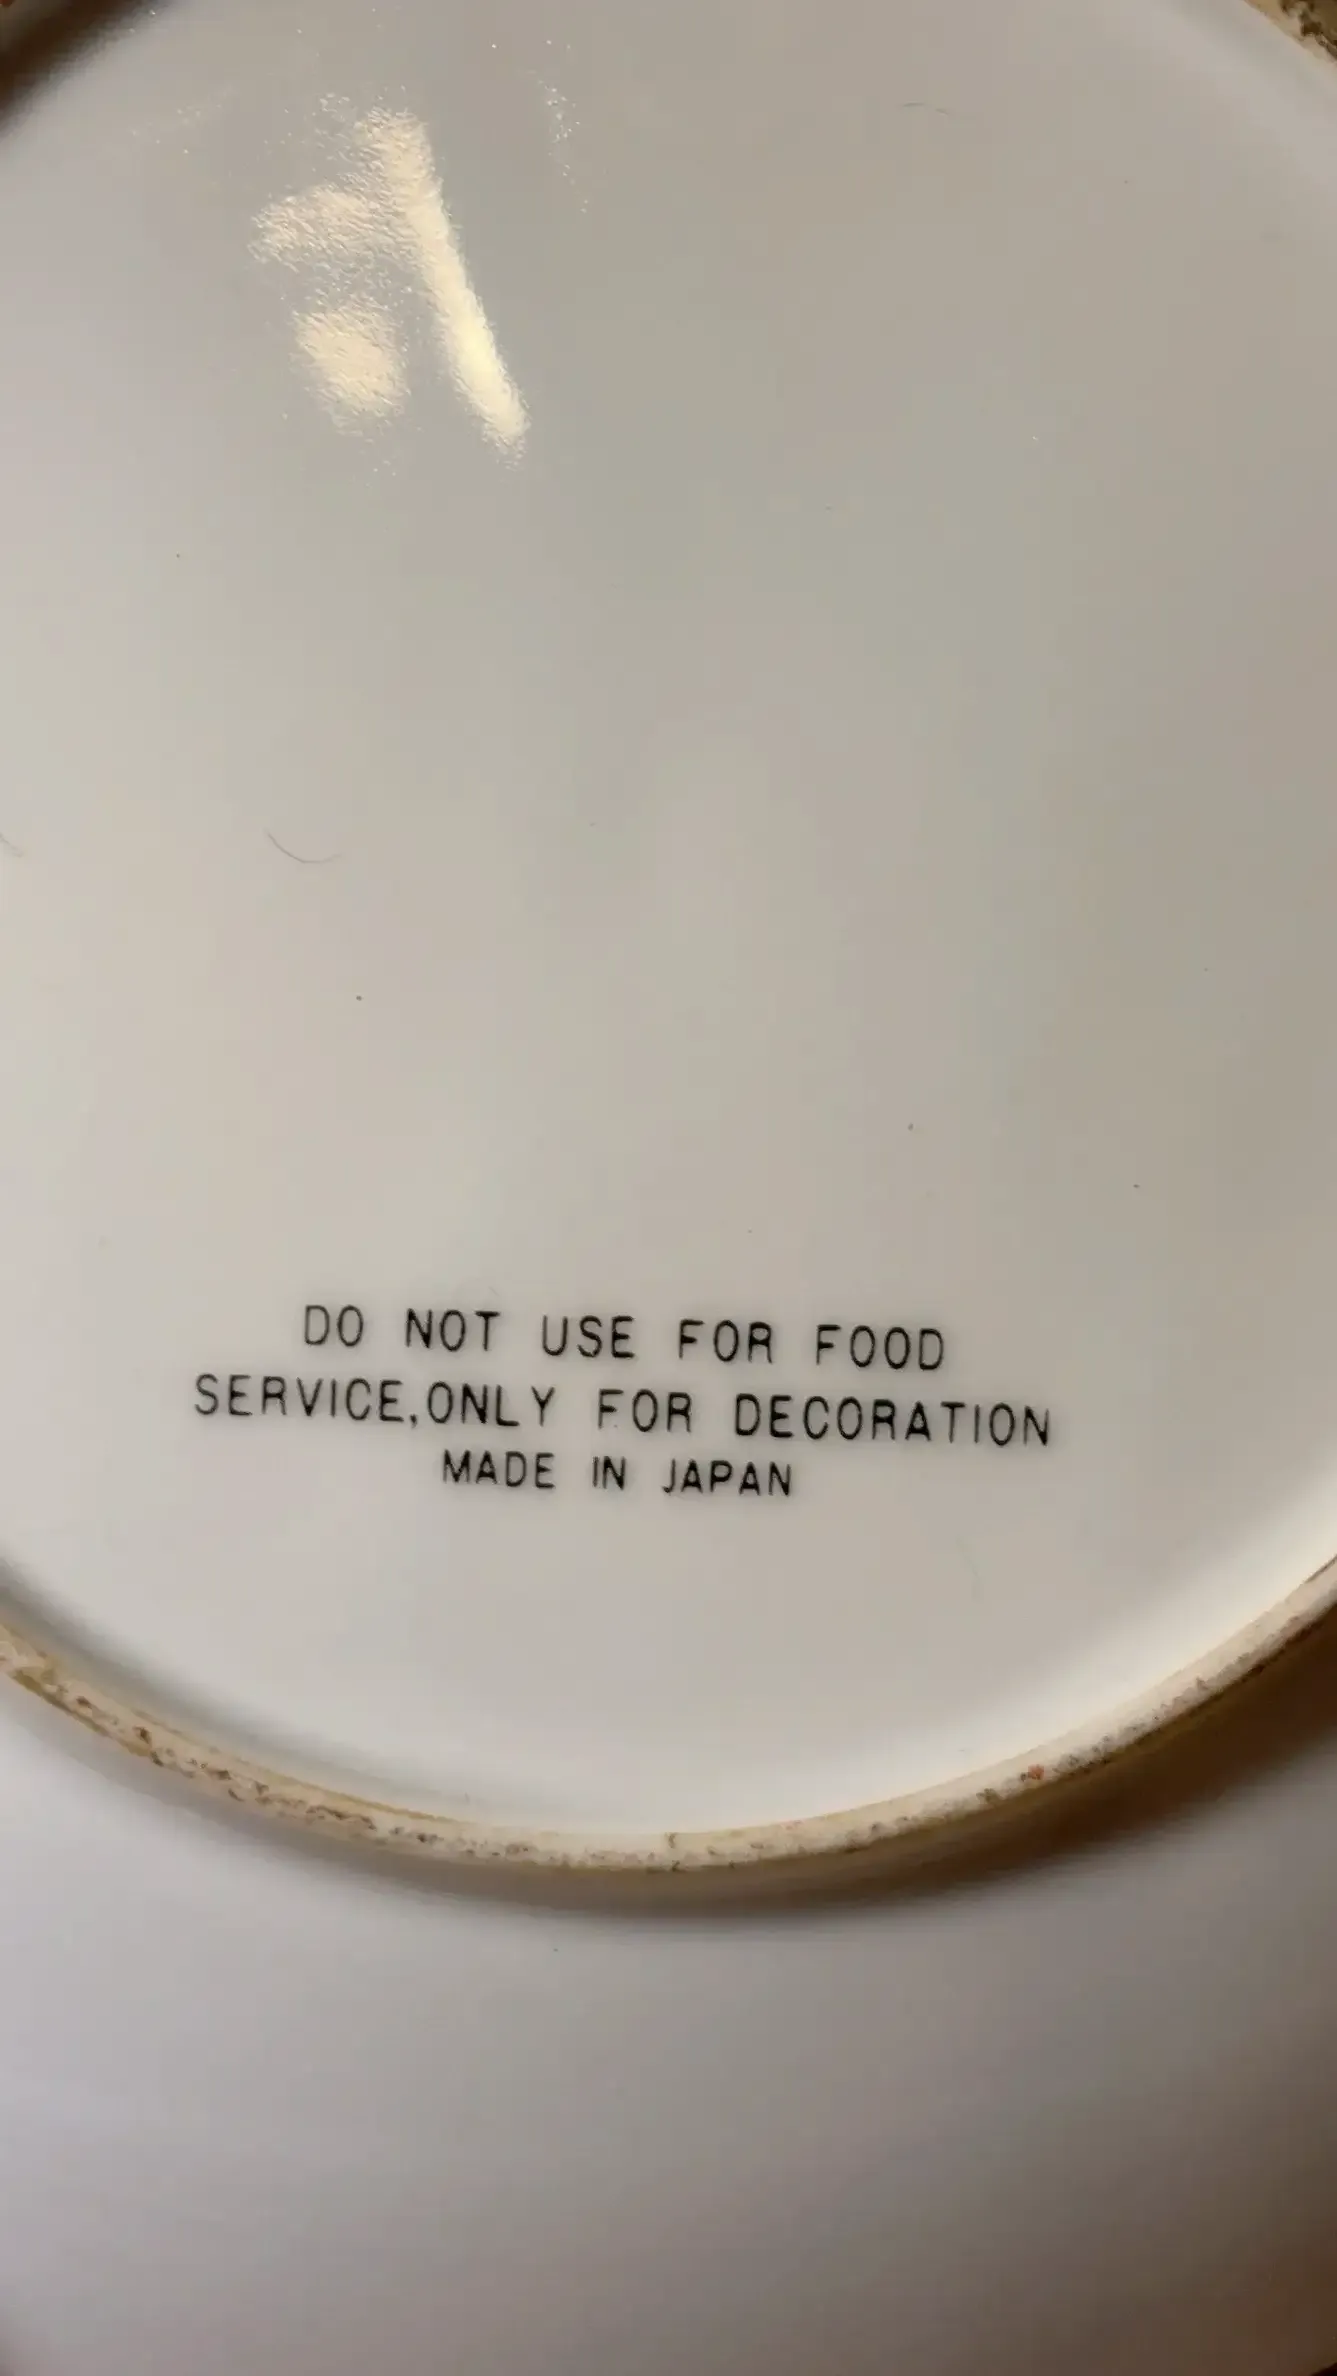 DO NOT USE FOR FOOD
SERVICE,ONLY FOR DECORATION
MADE IN JAPAN